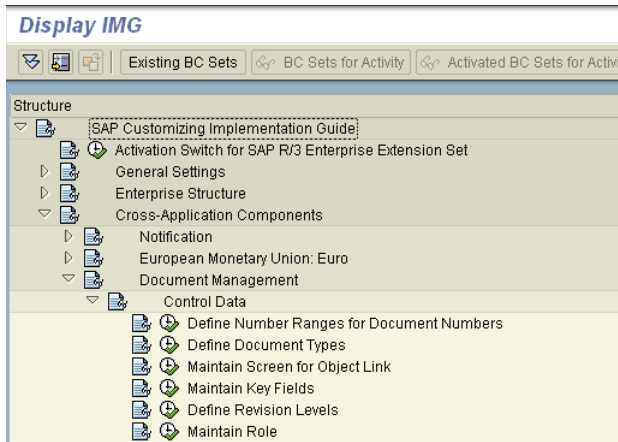 Display IMG
Existing BC Sets BC Sets for Activity Activated BC Sets for Activi
Structure
SAP Customizing Implementation Guide
Activation Switch for SAP R/3 Enterprise Extension Set
General Settings
Enterprise Structure
Cross-Application Components
Notification
European Monetary Union: Euro
Document Management
Control Data
Define Number Ranges for Document Numbers
Define Document Types
Maintain Screen for Object Link
Maintain Key Fields
Define Revision Levels
Maintain Role